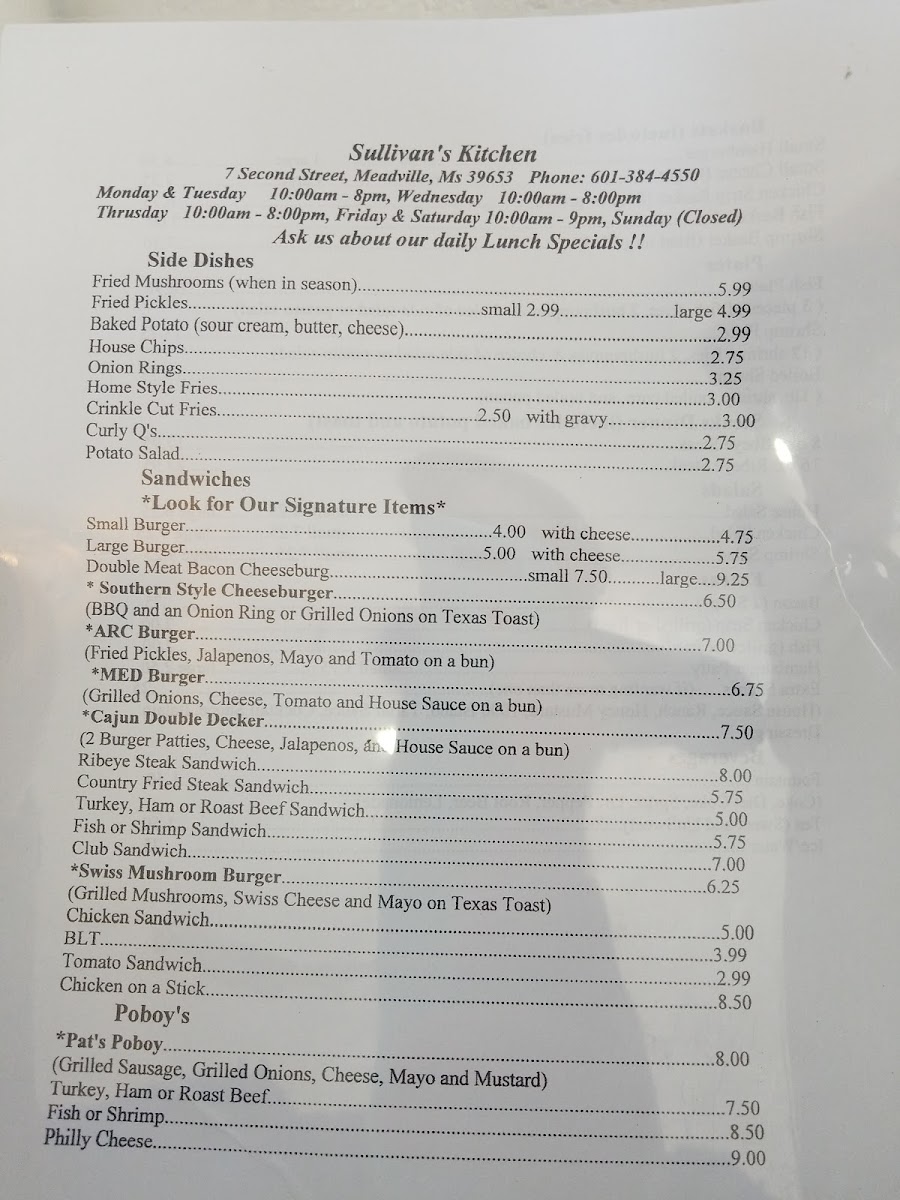 Sullivan's Kitchen
7 Second Street, Meadville, Ms 39653 Phone: 601-384-4550
Monday & Tuesday 10:00am - 8pm, Wednesday 10:00am - 8:00pm
Thrusday 10:00am - 8:00pm, Friday & Saturday 10:00am - 9pm, Sunday (Closed)
Ask us about our daily Lunch Specials !!
Side Dishes
Fried Mushrooms (when in season)..........5.99
Fried Pickles..........small 2.99..........large 4.99
Baked Potato (sour cream, butter, cheese)..........2.99
House Chips..........2.75
Onion Rings..........3.25
Home Style Fries..........3.00
Crinkle Cut Fries..........2.50 with gravy..........3.00
Curly Q's..........2.75
Potato Salad..........2.75
Sandwiches
*Look for Our Signature Items*
Small Burger..........4.00 with cheese..........4.75
Large Burger..........5.00 with cheese..........5.75
Double Meat Bacon Cheeseburg..........small 7.50..........large....9.25
* Southern Style Cheeseburger..........6.50
(BBQ and an Onion Ring or Grilled Onions on Texas Toast)
*ARC Burger..........7.00
(Fried Pickles, Jalapenos, Mayo and Tomato on a bun)
*MED Burger..........6.75
(Grilled Onions, Cheese, Tomato and House Sauce on a bun)
*Cajun Double Decker..........7.50
(2 Burger Patties, Cheese, Jalapenos, and House Sauce on a bun)
Ribeye Steak Sandwich..........8.00
Country Fried Steak Sandwich..........5.75
Turkey, Ham or Roast Beef Sandwich..........5.00
Fish or Shrimp Sandwich..........5.75
Club Sandwich..........7.00
*Swiss Mushroom Burger..........6.25
(Grilled Mushrooms, Swiss Cheese and Mayo on Texas Toast)
Chicken Sandwich..........5.00
BLT..........3.99
Tomato Sandwich..........2.99
Chicken on a Stick..........8.50
Poboy's
*Pat's Poboy..........8.00
(Grilled Sausage, Grilled Onions, Cheese, Mayo and Mustard)
Turkey, Ham or Roast Beef..........7.50
Fish or Shrimp..........8.50
Philly Cheese..........9.00